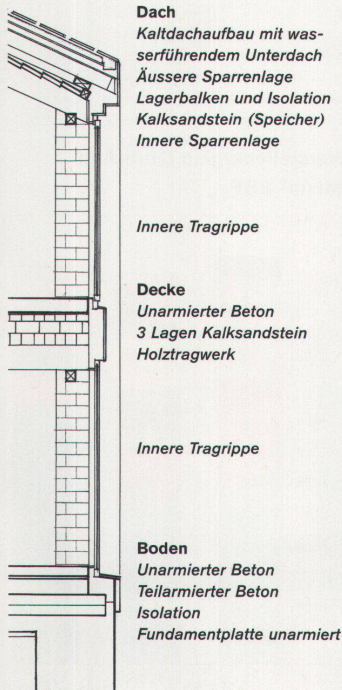 Dach
Kaltdachaufbau mit was-
serführendem Unterdach
Äussere Sparrenlage
Lagerbalken und Isolation
Kalksandstein (Speicher)
Innere Sparrenlage
Innere Tragrippe
Decke
Unarmierter Beton
3 Lagen Kalksandstein
Holztragwerk
Innere Tragrippe
Boden
Unarmierter Beton
Teilarmierter Beton
Isolation
Fundamentplatte unarmiert